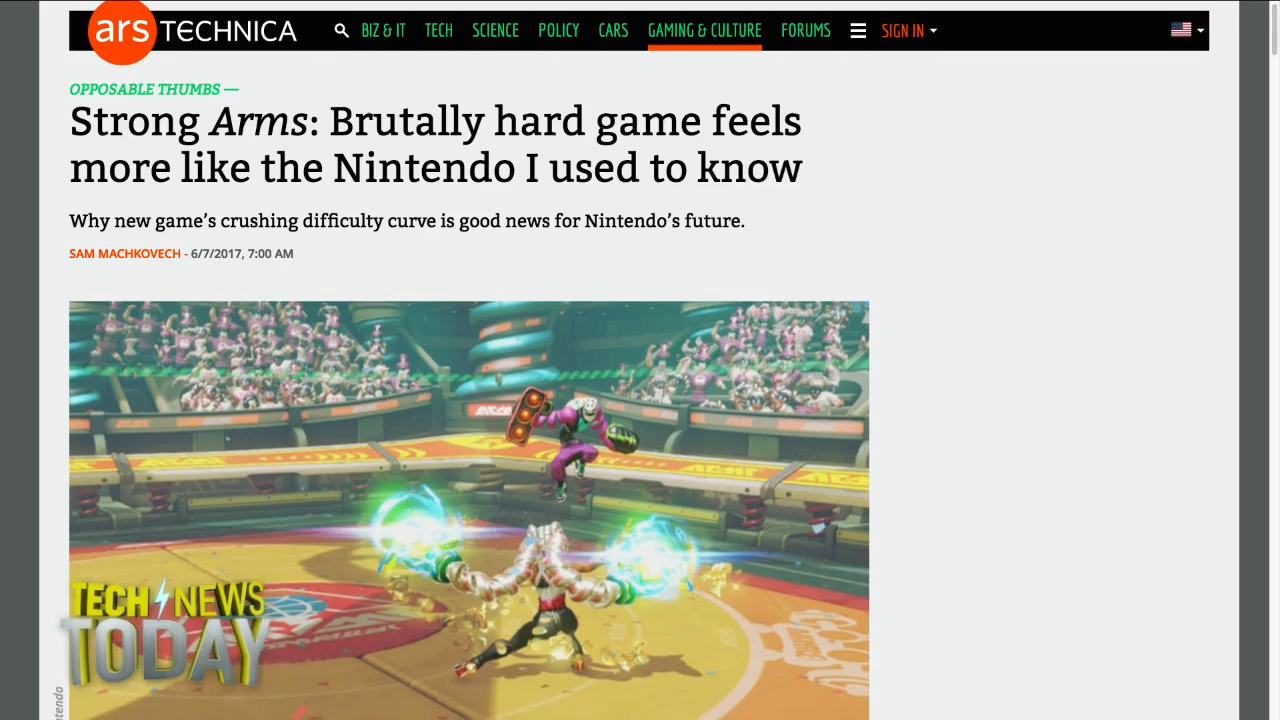 ars TECHNICA
BIZ & IT TECH SCIENCE POLICY CARS GAMING & CULTURE FORUMS SIGN IN
OPPOSABLE THUMBS —
Strong Arms: Brutally hard game feels
more like the Nintendo I used to know
Why new game's crushing difficulty curve is good news for Nintendo's future.
SAM MACHKOVECH - 6/7/2017, 7:00 AM
TECH NEWS
TODAY